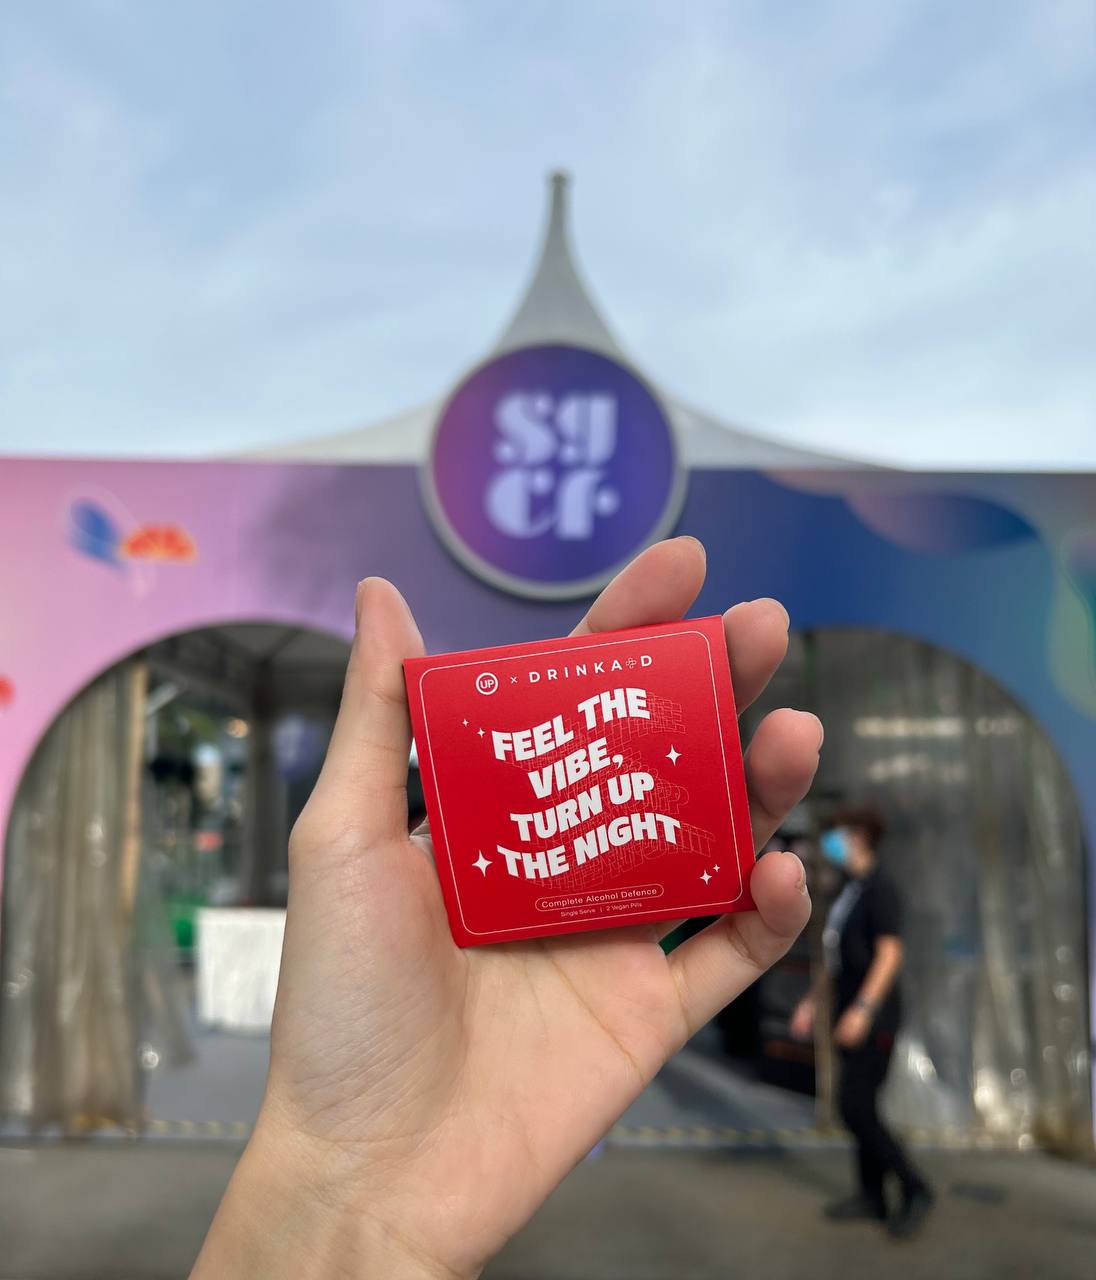 sg
cf
UP × DRINKAID
FEEL THE
VIBE,
TURN UP
THE NIGHT
Complete Alcohol Defence
Single Serve | 2 Vegan Pills